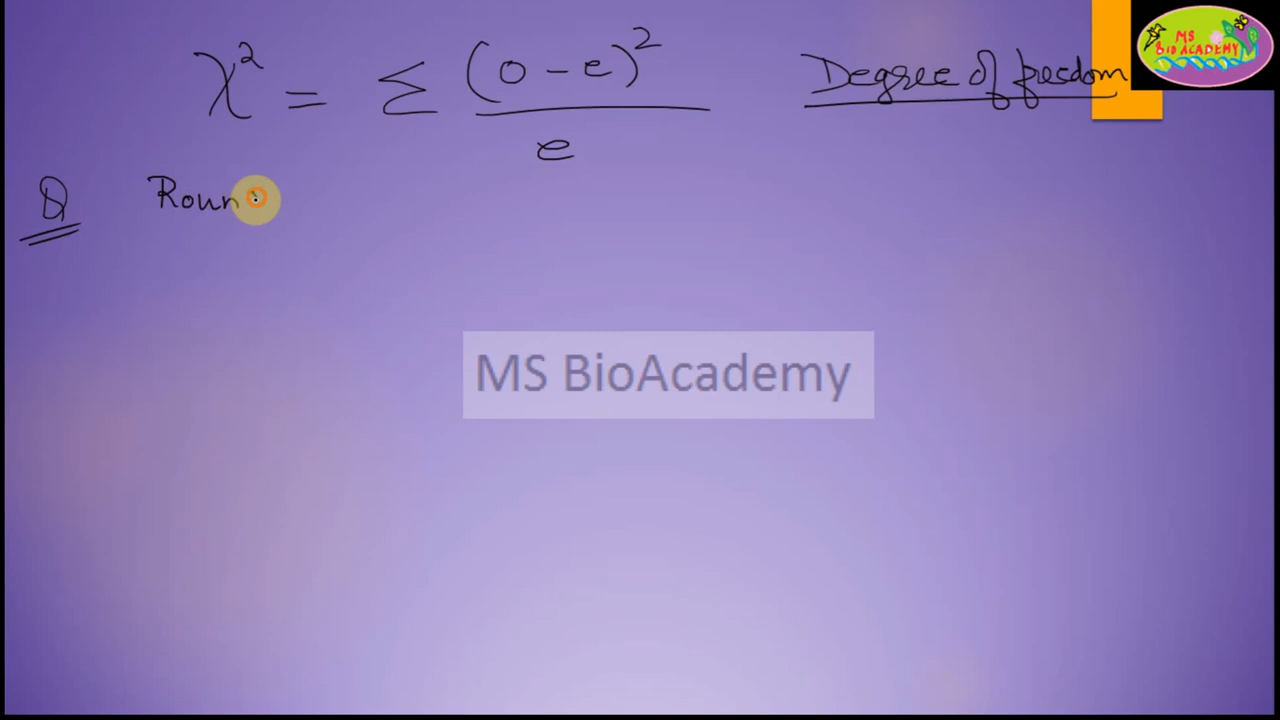 χ² = Σ (o - e)² / e
Degree of freedom
MS
BIO ACADEMY
Q Roun
MS BioAcademy